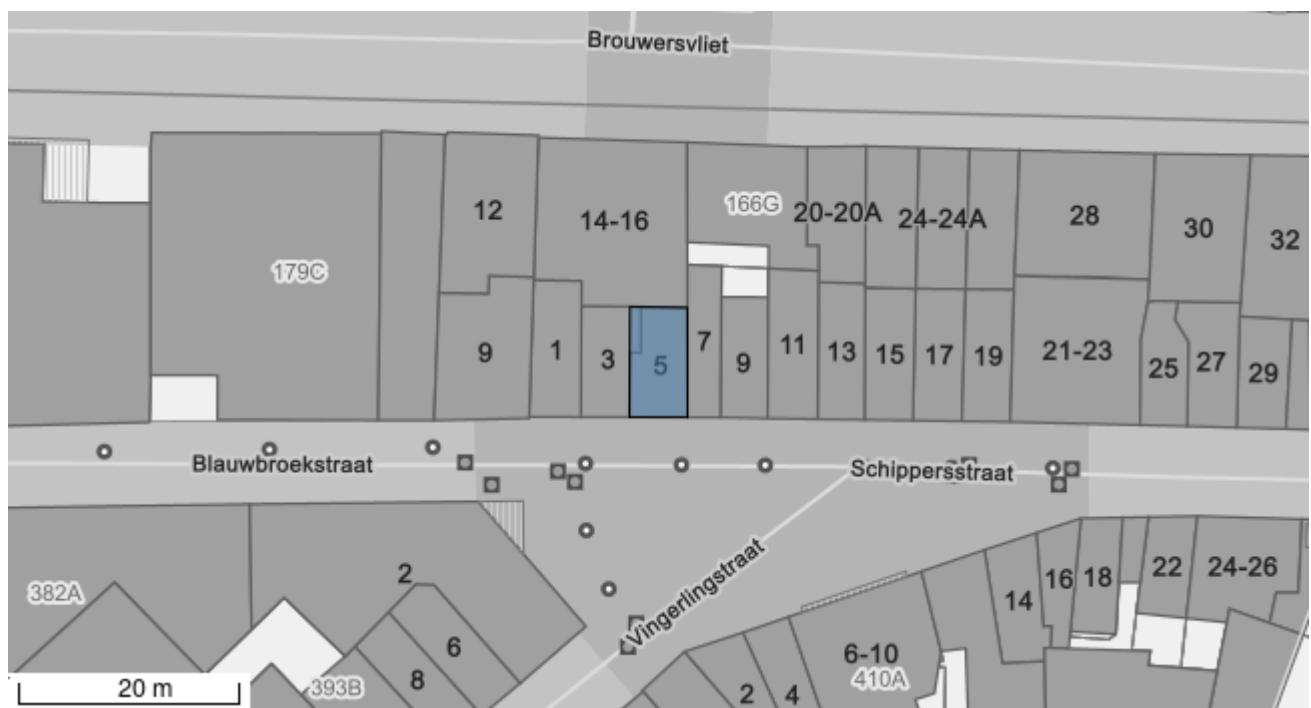 Brouwersvliet
12
14-16
166G
20-20A
24-24A
28
30
32
179C
9
1
3
5
7
9
11
13
15
17
19
21-23
25
27
29
Blauwbroekstraat
Schippersstraat
Vingerlingstraat
382A
2
6
8
393B
14
16
18
22
24-26
6-10
410A
2
4
20 m